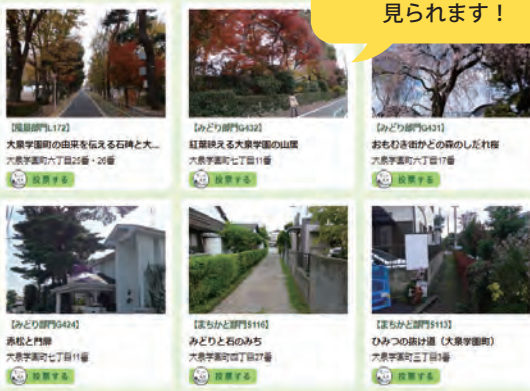 見られます!
【風景部門L172】
大泉学園町の由来を伝える石碑と大...
大泉学園町六丁目25番・26番
投票する
【みどり部門G432】
紅葉映える大泉学園の山居
大泉学園町七丁目11番
投票する
【みどり部門G431】
おもむき街かどの森のしだれ桜
大泉学園町六丁目17番
投票する
【みどり部門G424】
赤松と門扉
大泉学園町七丁目11番
投票する
【まちかど部門S116】
みどりと石のみち
大泉学園町四丁目27番
投票する
【まちかど部門S113】
ひみつの抜け道(大泉学園町)
大泉学園町三丁目3番
投票する